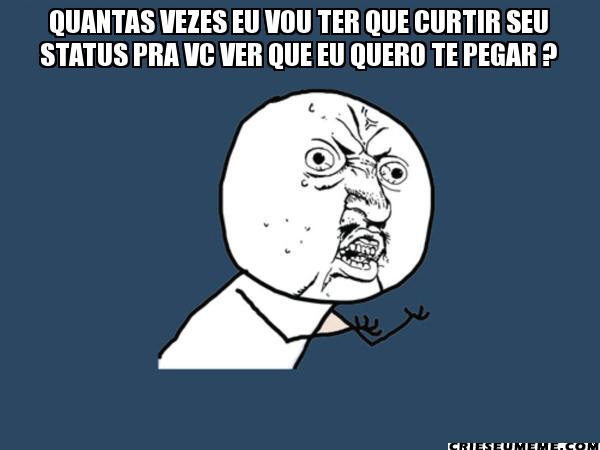 QUANTAS VEZES EU VOU TER QUE CURTIR SEU
STATUS PRA VC VER QUE EU QUERO TE PEGAR ?
CRIESEUMEME.COM